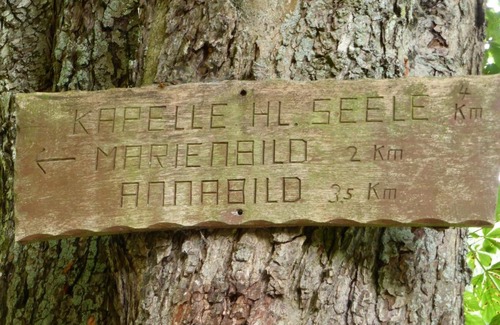 KAPELLE HL. SEELE 4 Km
← MARIENBILD 2 Km
ANNABILD 3,5 Km